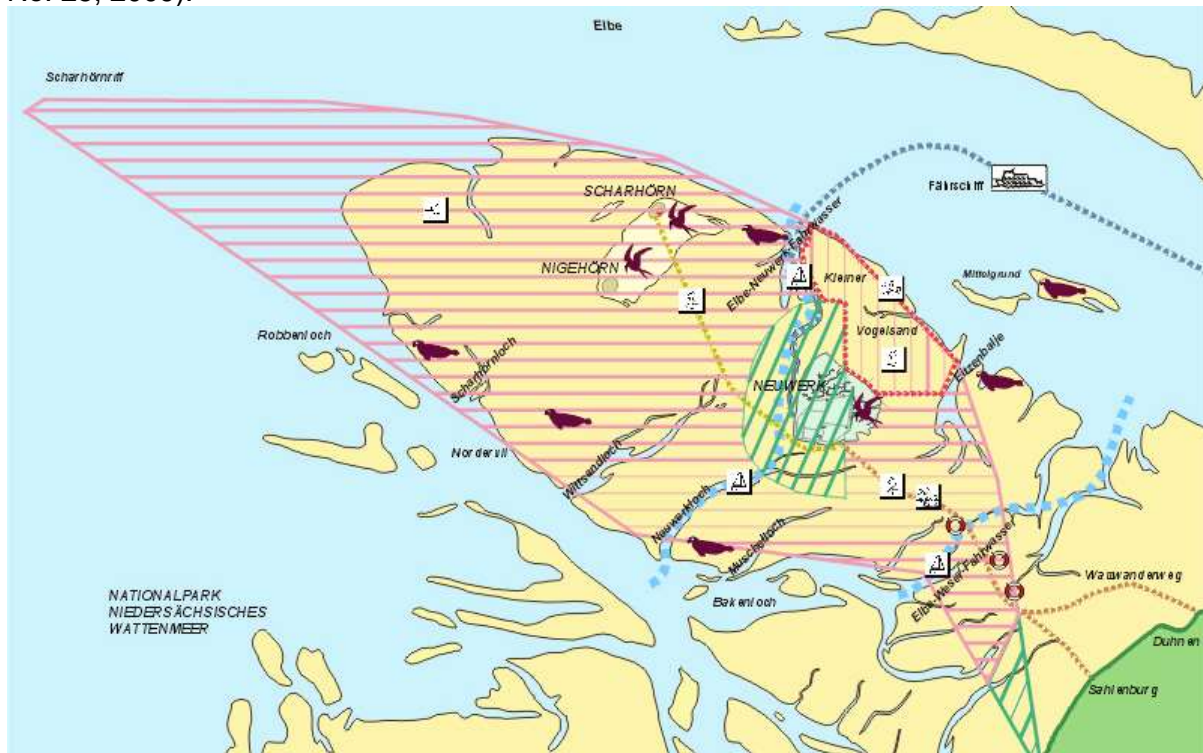 Elbe
Scharhörnriff
Fährschiff
SCHARHÖRN
NIGEHÖRN
Elbe-Neuwerk-Fahrwasser
Kleiner
Mittelgrund
Vogelsand
Robbenloch
Scharhörnloch
Eitzenbalje
NEUWERK
Nordertill
Wittsandloch
Neuwerkloch
Muschelloch
Elbe-Weser-Fahrwasser
Bakenloch
Wattwanderweg
NATIONALPARK
NIEDERSÄCHSISCHES
WATTENMEER
Duhnen
Sahlenburg